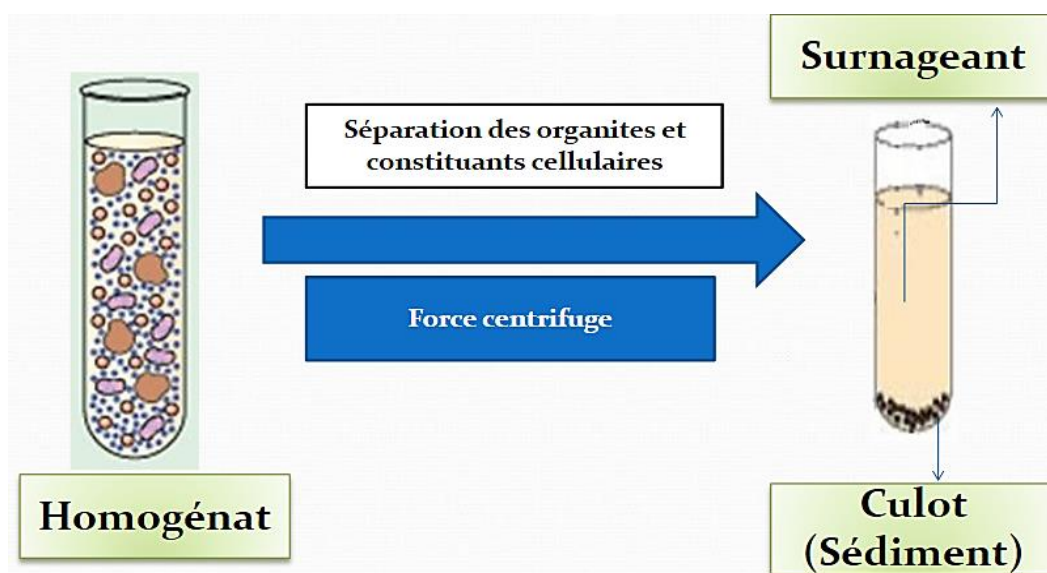 Surnageant
Séparation des organites et
constituants cellulaires
Force centrifuge
Homogénat
Culot
(Sédiment)